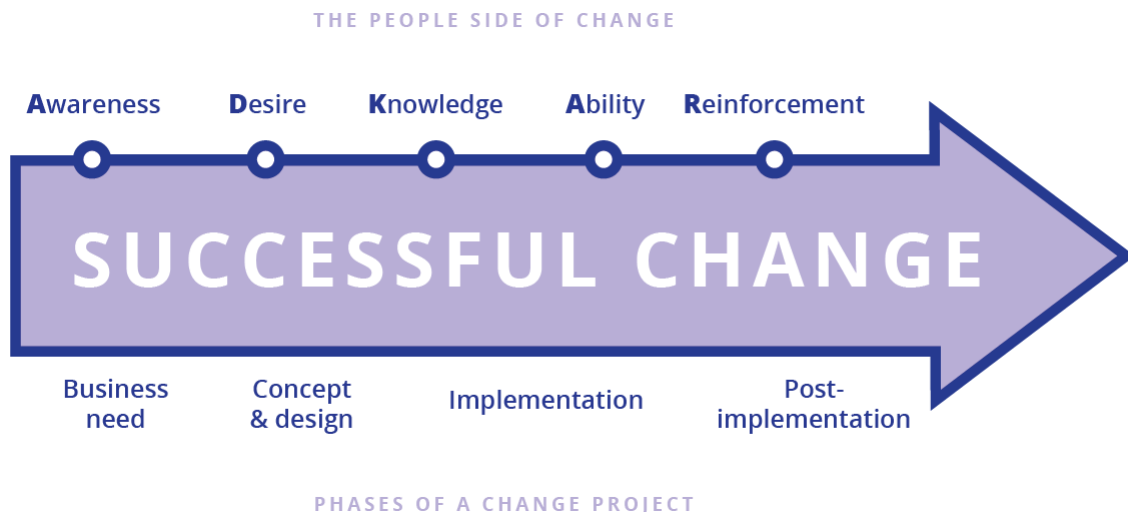 THE PEOPLE SIDE OF CHANGE
Awareness Desire Knowledge Ability Reinforcement
SUCCESSFUL CHANGE
Business need
Concept & design
Implementation
Post-implementation
PHASES OF A CHANGE PROJECT